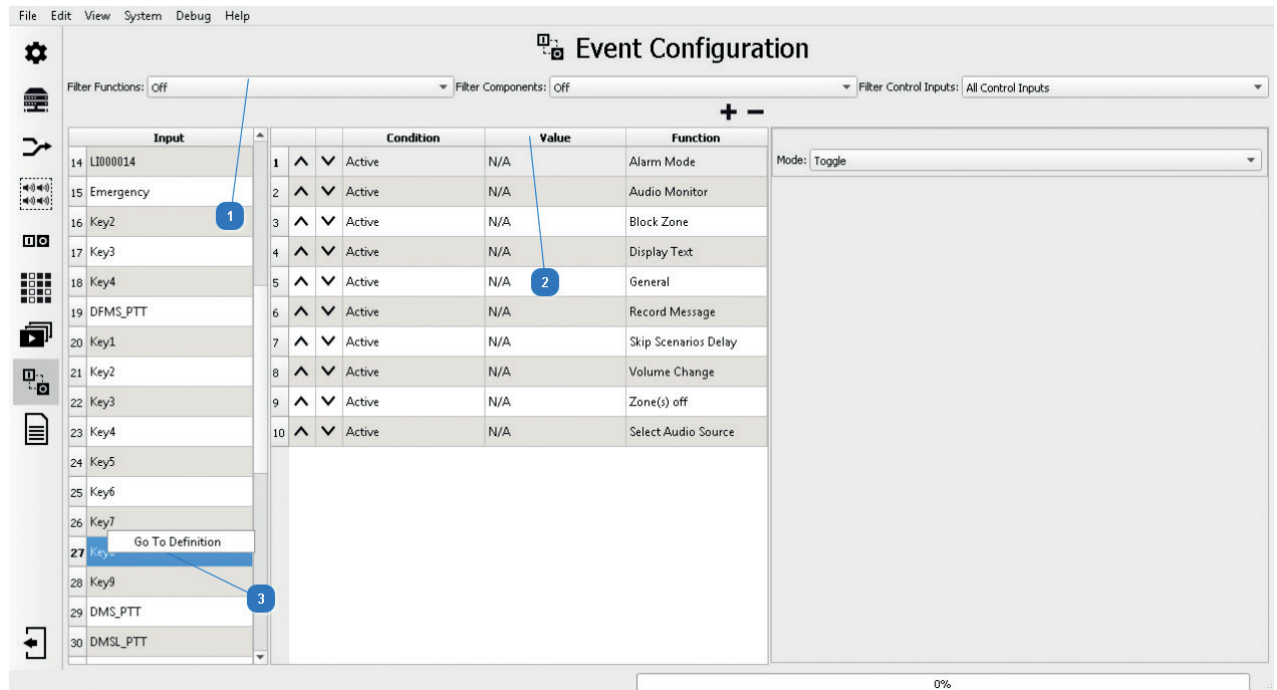 File Edit View System Debug Help
Event Configuration
Filter Functions: Off Filter Components: Off Filter Control Inputs: All Control Inputs
Input Condition Value Function
14 LI000014 1 Active N/A Alarm Mode Mode: Toggle
15 Emergency 2 Active N/A Audio Monitor
16 Key2 1 3 Active N/A Block Zone
17 Key3 4 Active N/A Display Text
18 Key4 5 Active N/A 2 General
19 DFMS_PTT 6 Active N/A Record Message
20 Key1 7 Active N/A Skip Scenarios Delay
21 Key2 8 Active N/A Volume Change
22 Key3 9 Active N/A Zone(s) off
23 Key4 10 Active N/A Select Audio Source
24 Key5
25 Key6
26 Key7
Go To Definition
27
28 Key9
3
29 DMS_PTT
30 DMSL_PTT
0%